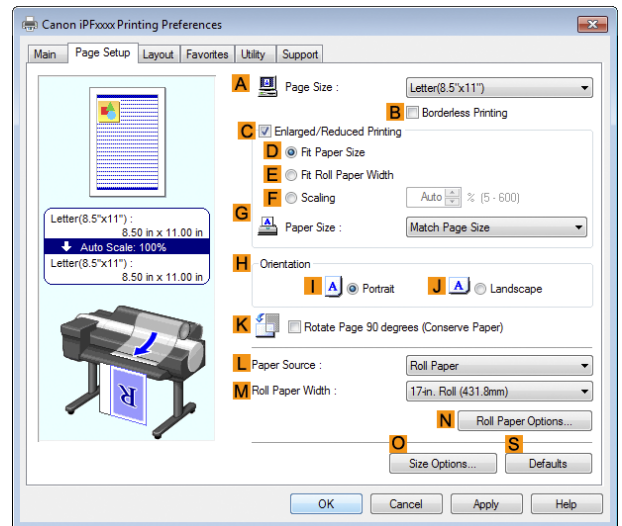 Canon iPFxxxx Printing Preferences
Main Page Setup Layout Favorites Utility Support
A Page Size : Letter(8.5"x11")
B Borderless Printing
C Enlarged/Reduced Printing
D Fit Paper Size
E Fit Roll Paper Width
F Scaling Auto % (5 - 600)
G Paper Size : Match Page Size
Letter(8.5"x11") :
8.50 in x 11.00 in
Auto Scale: 100%
Letter(8.5"x11") :
8.50 in x 11.00 in
H Orientation
I A Portrait J A Landscape
K Rotate Page 90 degrees (Conserve Paper)
L Paper Source : Roll Paper
M Roll Paper Width : 17-in. Roll (431.8mm)
N Roll Paper Options...
O S
Size Options... Defaults
R
OK Cancel Apply Help